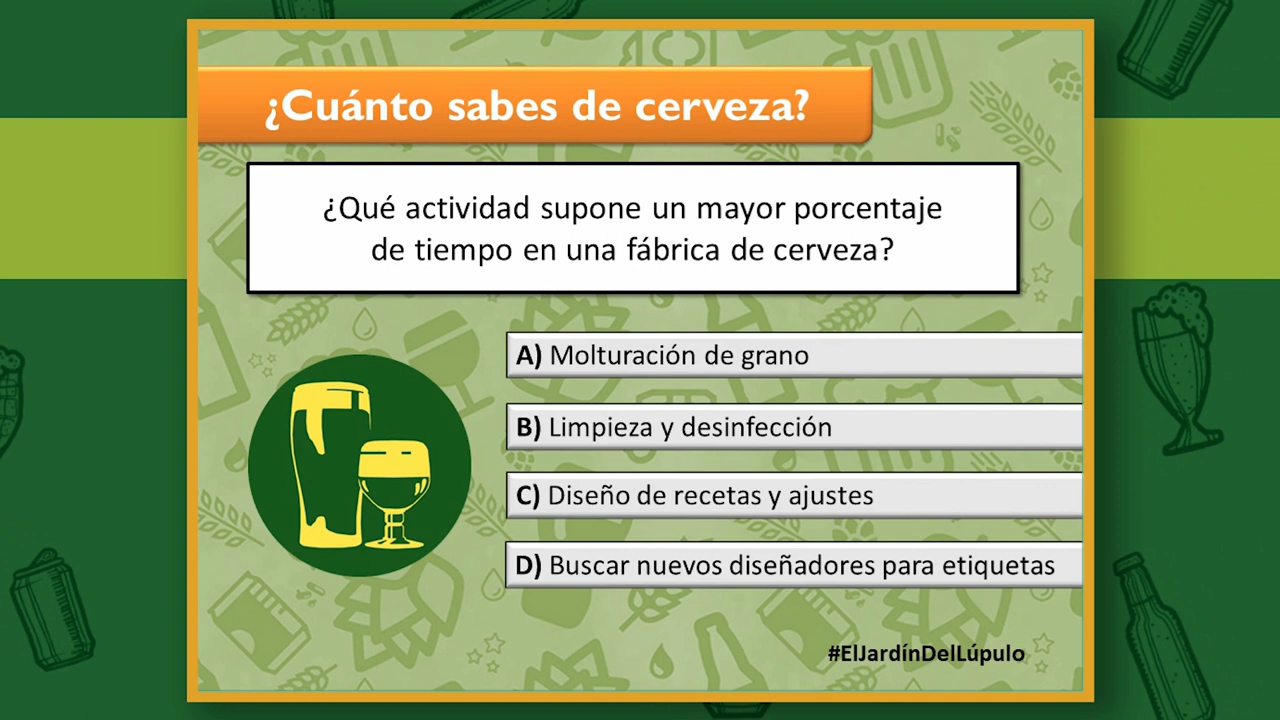 ¿Cuánto sabes de cerveza?
¿Qué actividad supone un mayor porcentaje
de tiempo en una fábrica de cerveza?
A) Molturación de grano
B) Limpieza y desinfección
C) Diseño de recetas y ajustes
D) Buscar nuevos diseñadores para etiquetas
#ElJardínDelLúpulo